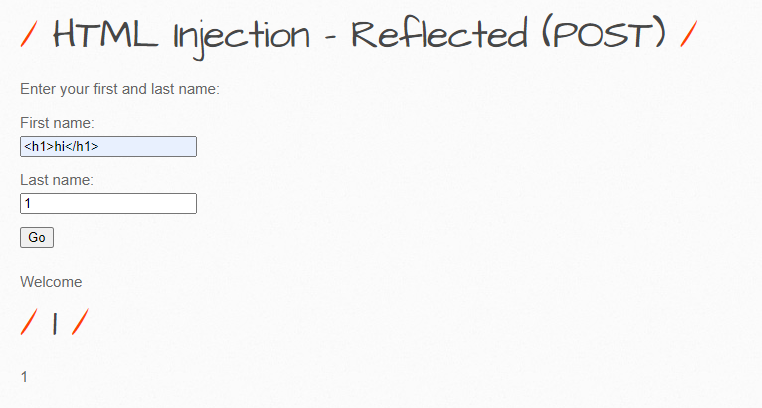 / HTML Injection - Reflected (POST) /
Enter your first and last name:
First name:
<h1>hi</h1>
Last name:
1
Go
Welcome
/ 1 /
1